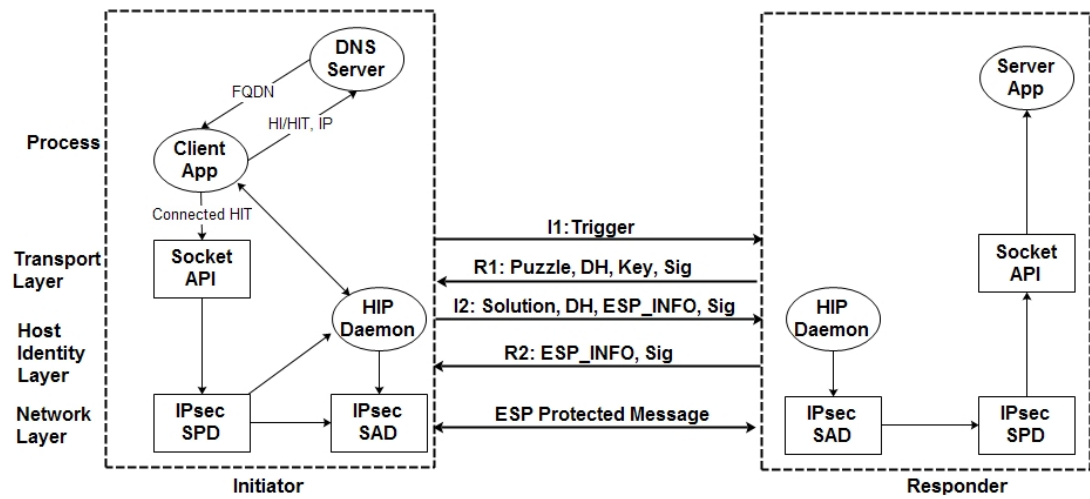 DNS
Server
FQDN
HI/HIT, IP
Process
Client
App
Connected HIT
Transport
Layer
Socket
API
HIP
Daemon
Host
Identity
Layer
Network
Layer
IPsec
SPD
IPsec
SAD
Initiator
I1: Trigger
R1: Puzzle, DH, Key, Sig
I2: Solution, DH, ESP_INFO, Sig
R2: ESP_INFO, Sig
ESP Protected Message
Server
App
Socket
API
HIP
Daemon
IPsec
SAD
IPsec
SPD
Responder